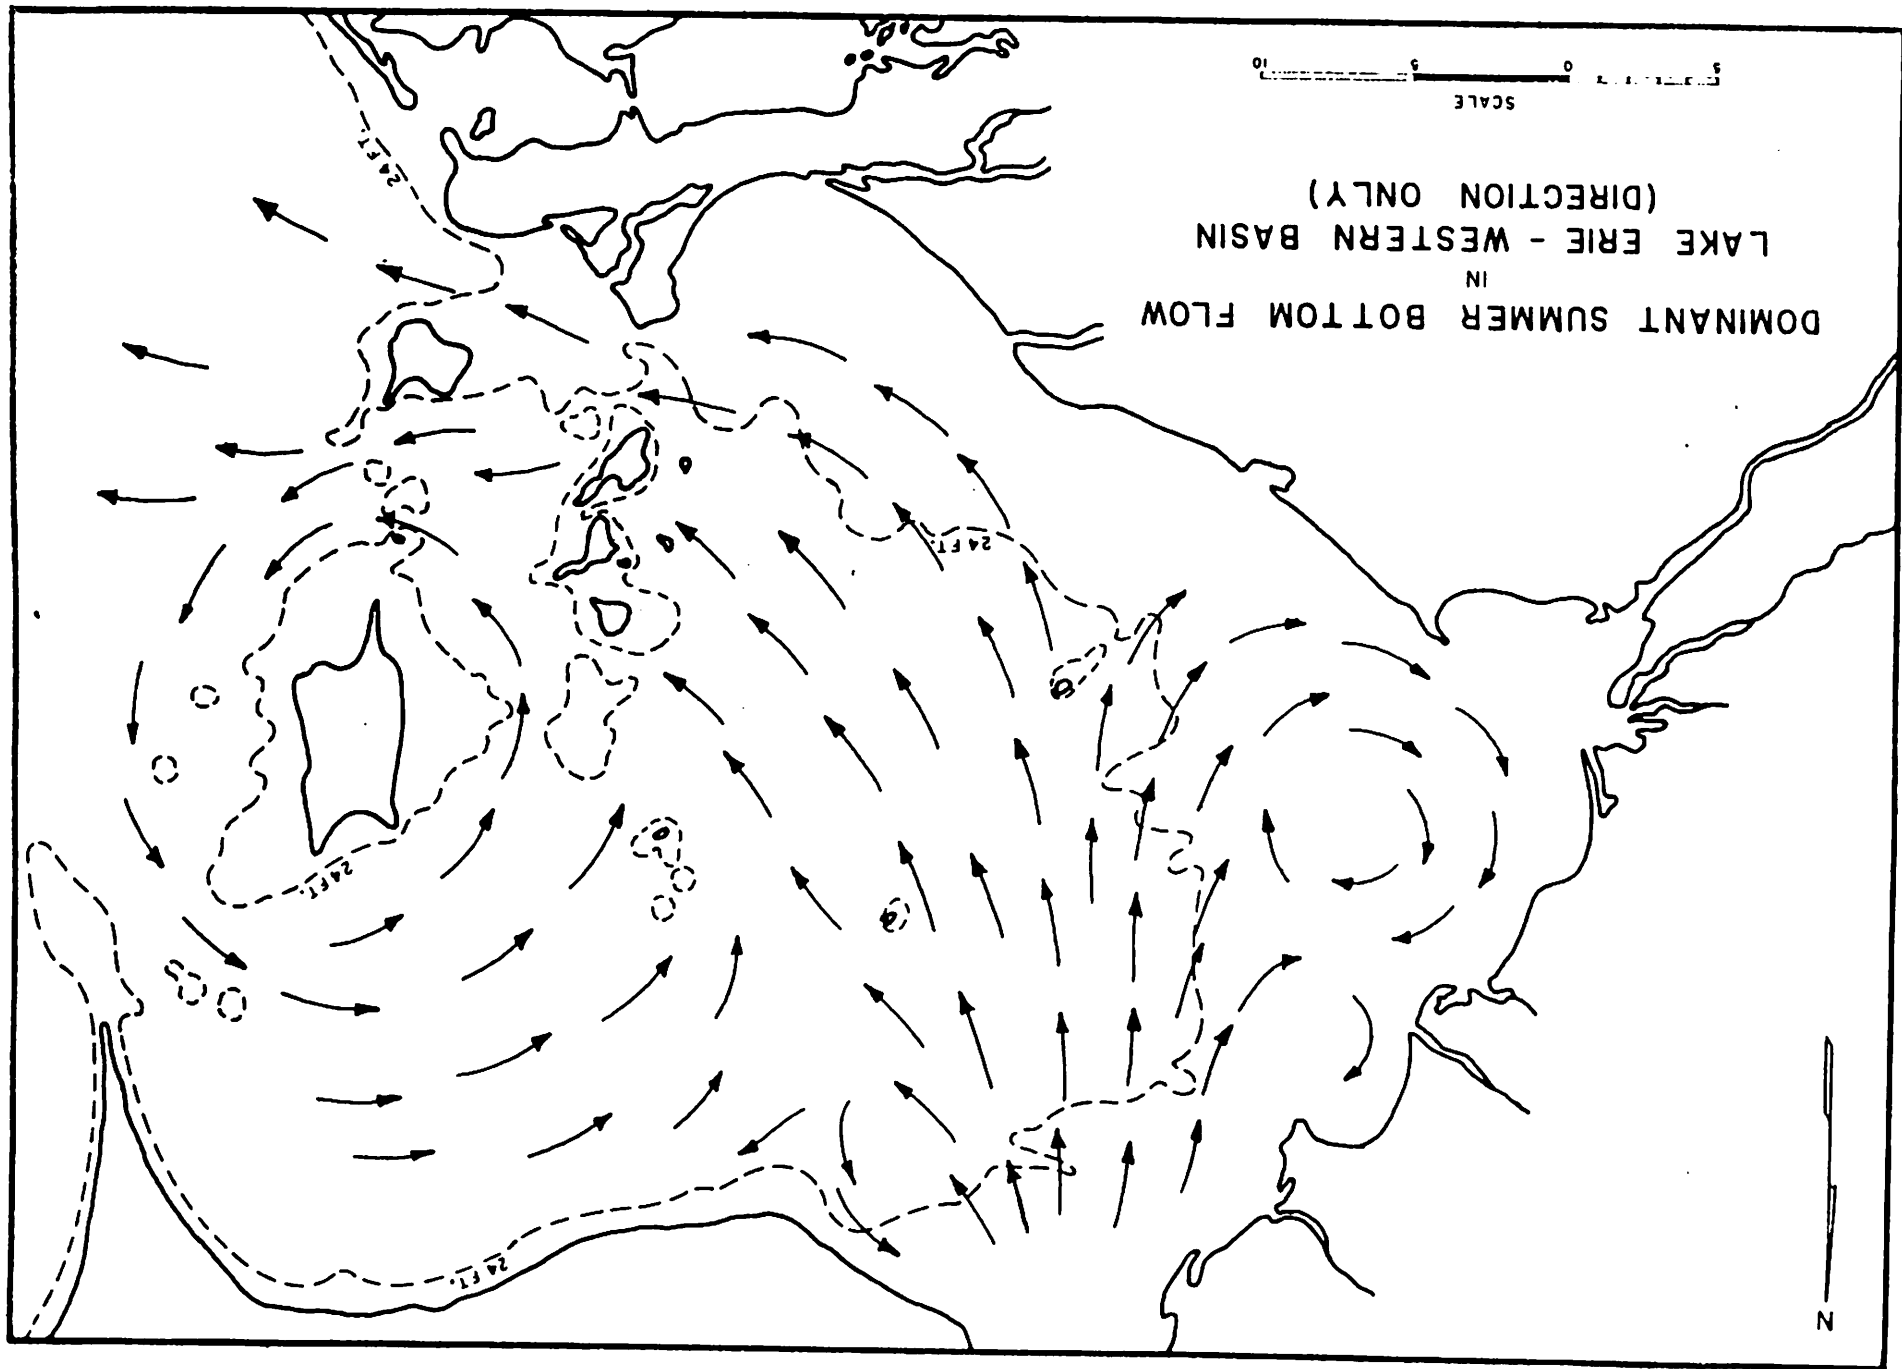 N
24 FT.
24 FT.
24 FT.
DOMINANT SUMMER BOTTOM FLOW
IN
LAKE ERIE - WESTERN BASIN
(DIRECTION ONLY)
24 FT.
SCALE
5 0 5 10